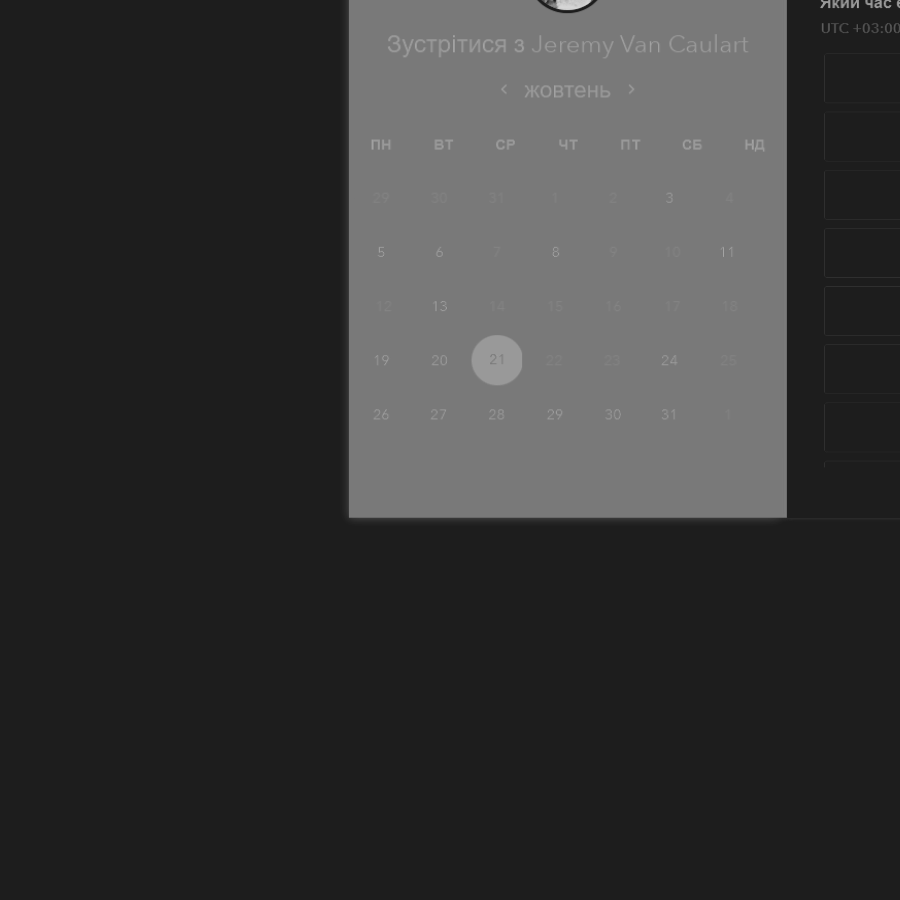 Який час
UTC +03:00
Зустрітися з Jeremy Van Caulart
‹ жовтень ›
ПН ВТ СР ЧТ ПТ СБ НД
29 30 31 1 2 3 4
5 6 7 8 9 10 11
12 13 14 15 16 17 18
19 20 21 22 23 24 25
26 27 28 29 30 31 1